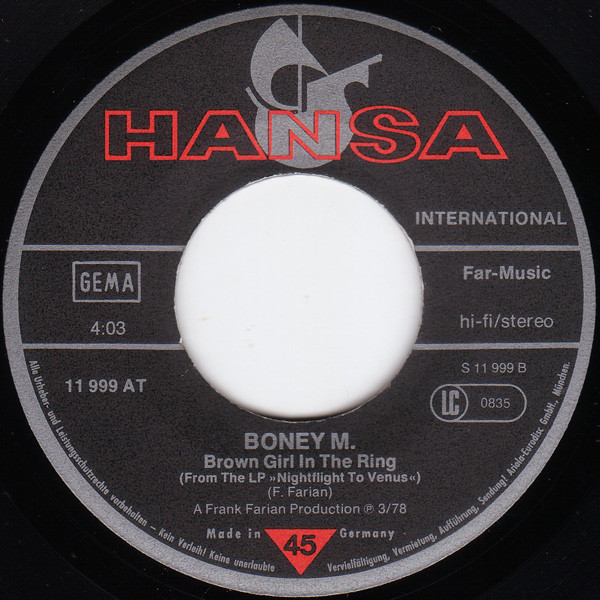 HANSA
INTERNATIONAL
GEMA
Far-Music
4:03
hi-fi/stereo
11 999 AT
S 11 999 B
LC 0835
BONEY M.
Brown Girl In The Ring
(From The LP »Nightflight To Venus«)
(F. Farian)
A Frank Farian Production ℗ 3/78
Made in Germany
45
Alle Urheber- und Leistungsschutzrechte vorbehalten – Kein Verleih! Keine unerlaubte Vervielfältigung, Vermietung, Aufführung, Sendung! Ariola-Eurodisc GmbH., München.